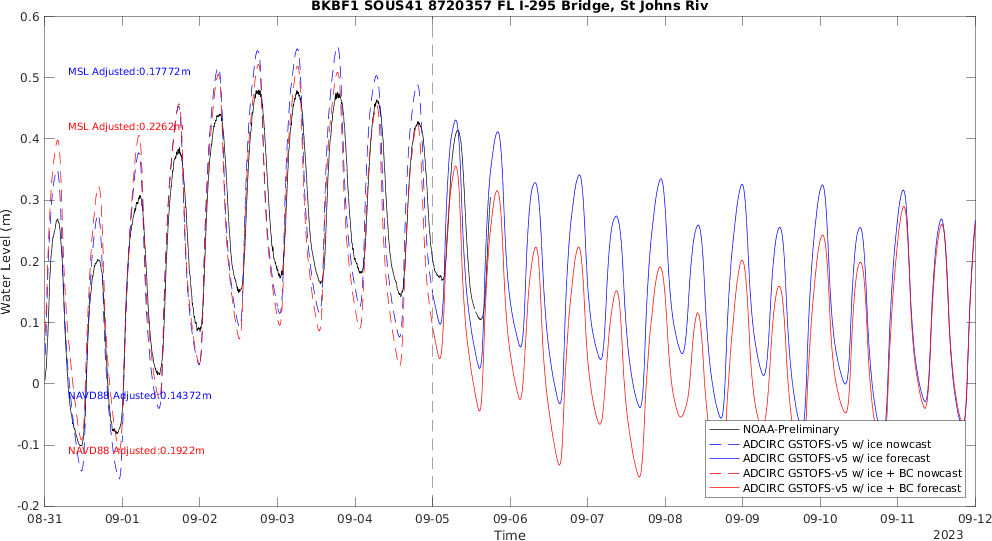 BKBF1 SOUS41 8720357 FL I-295 Bridge, St Johns Riv
0.6
0.5
0.4
0.3
0.2
0.1
0
-0.1
-0.2
Water Level (m)
MSL Adjusted:0.17772m
MSL Adjusted:0.2262m
NAVD88 Adjusted:0.14372m
NAVD88 Adjusted:0.1922m
NOAA-Preliminary
ADCIRC GSTOFS-v5 w/ ice nowcast
ADCIRC GSTOFS-v5 w/ ice forecast
ADCIRC GSTOFS-v5 w/ ice + BC nowcast
ADCIRC GSTOFS-v5 w/ ice + BC forecast
08-31 09-01 09-02 09-03 09-04 09-05 09-06 09-07 09-08 09-09 09-10 09-11 09-12
Time
2023